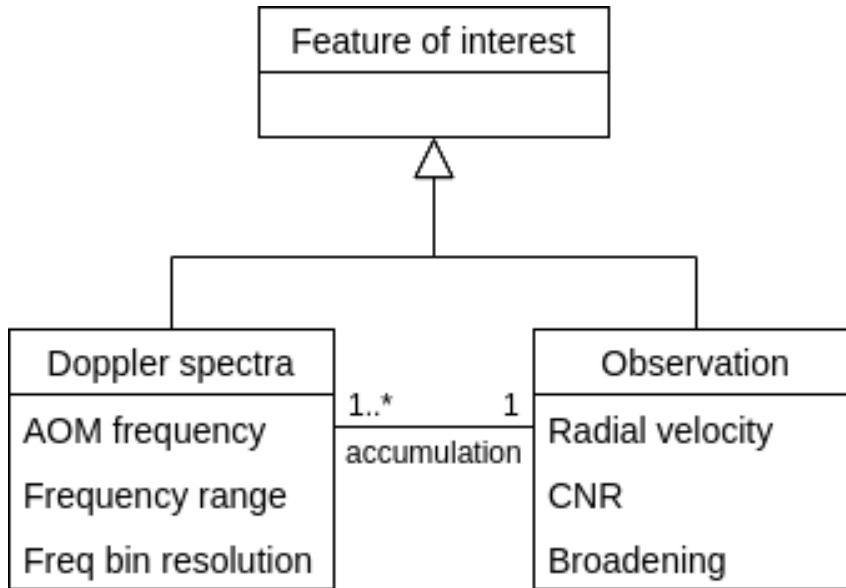 Feature of interest
Doppler spectra
AOM frequency
Frequency range
Freq bin resolution
1..* 1
accumulation
Observation
Radial velocity
CNR
Broadening